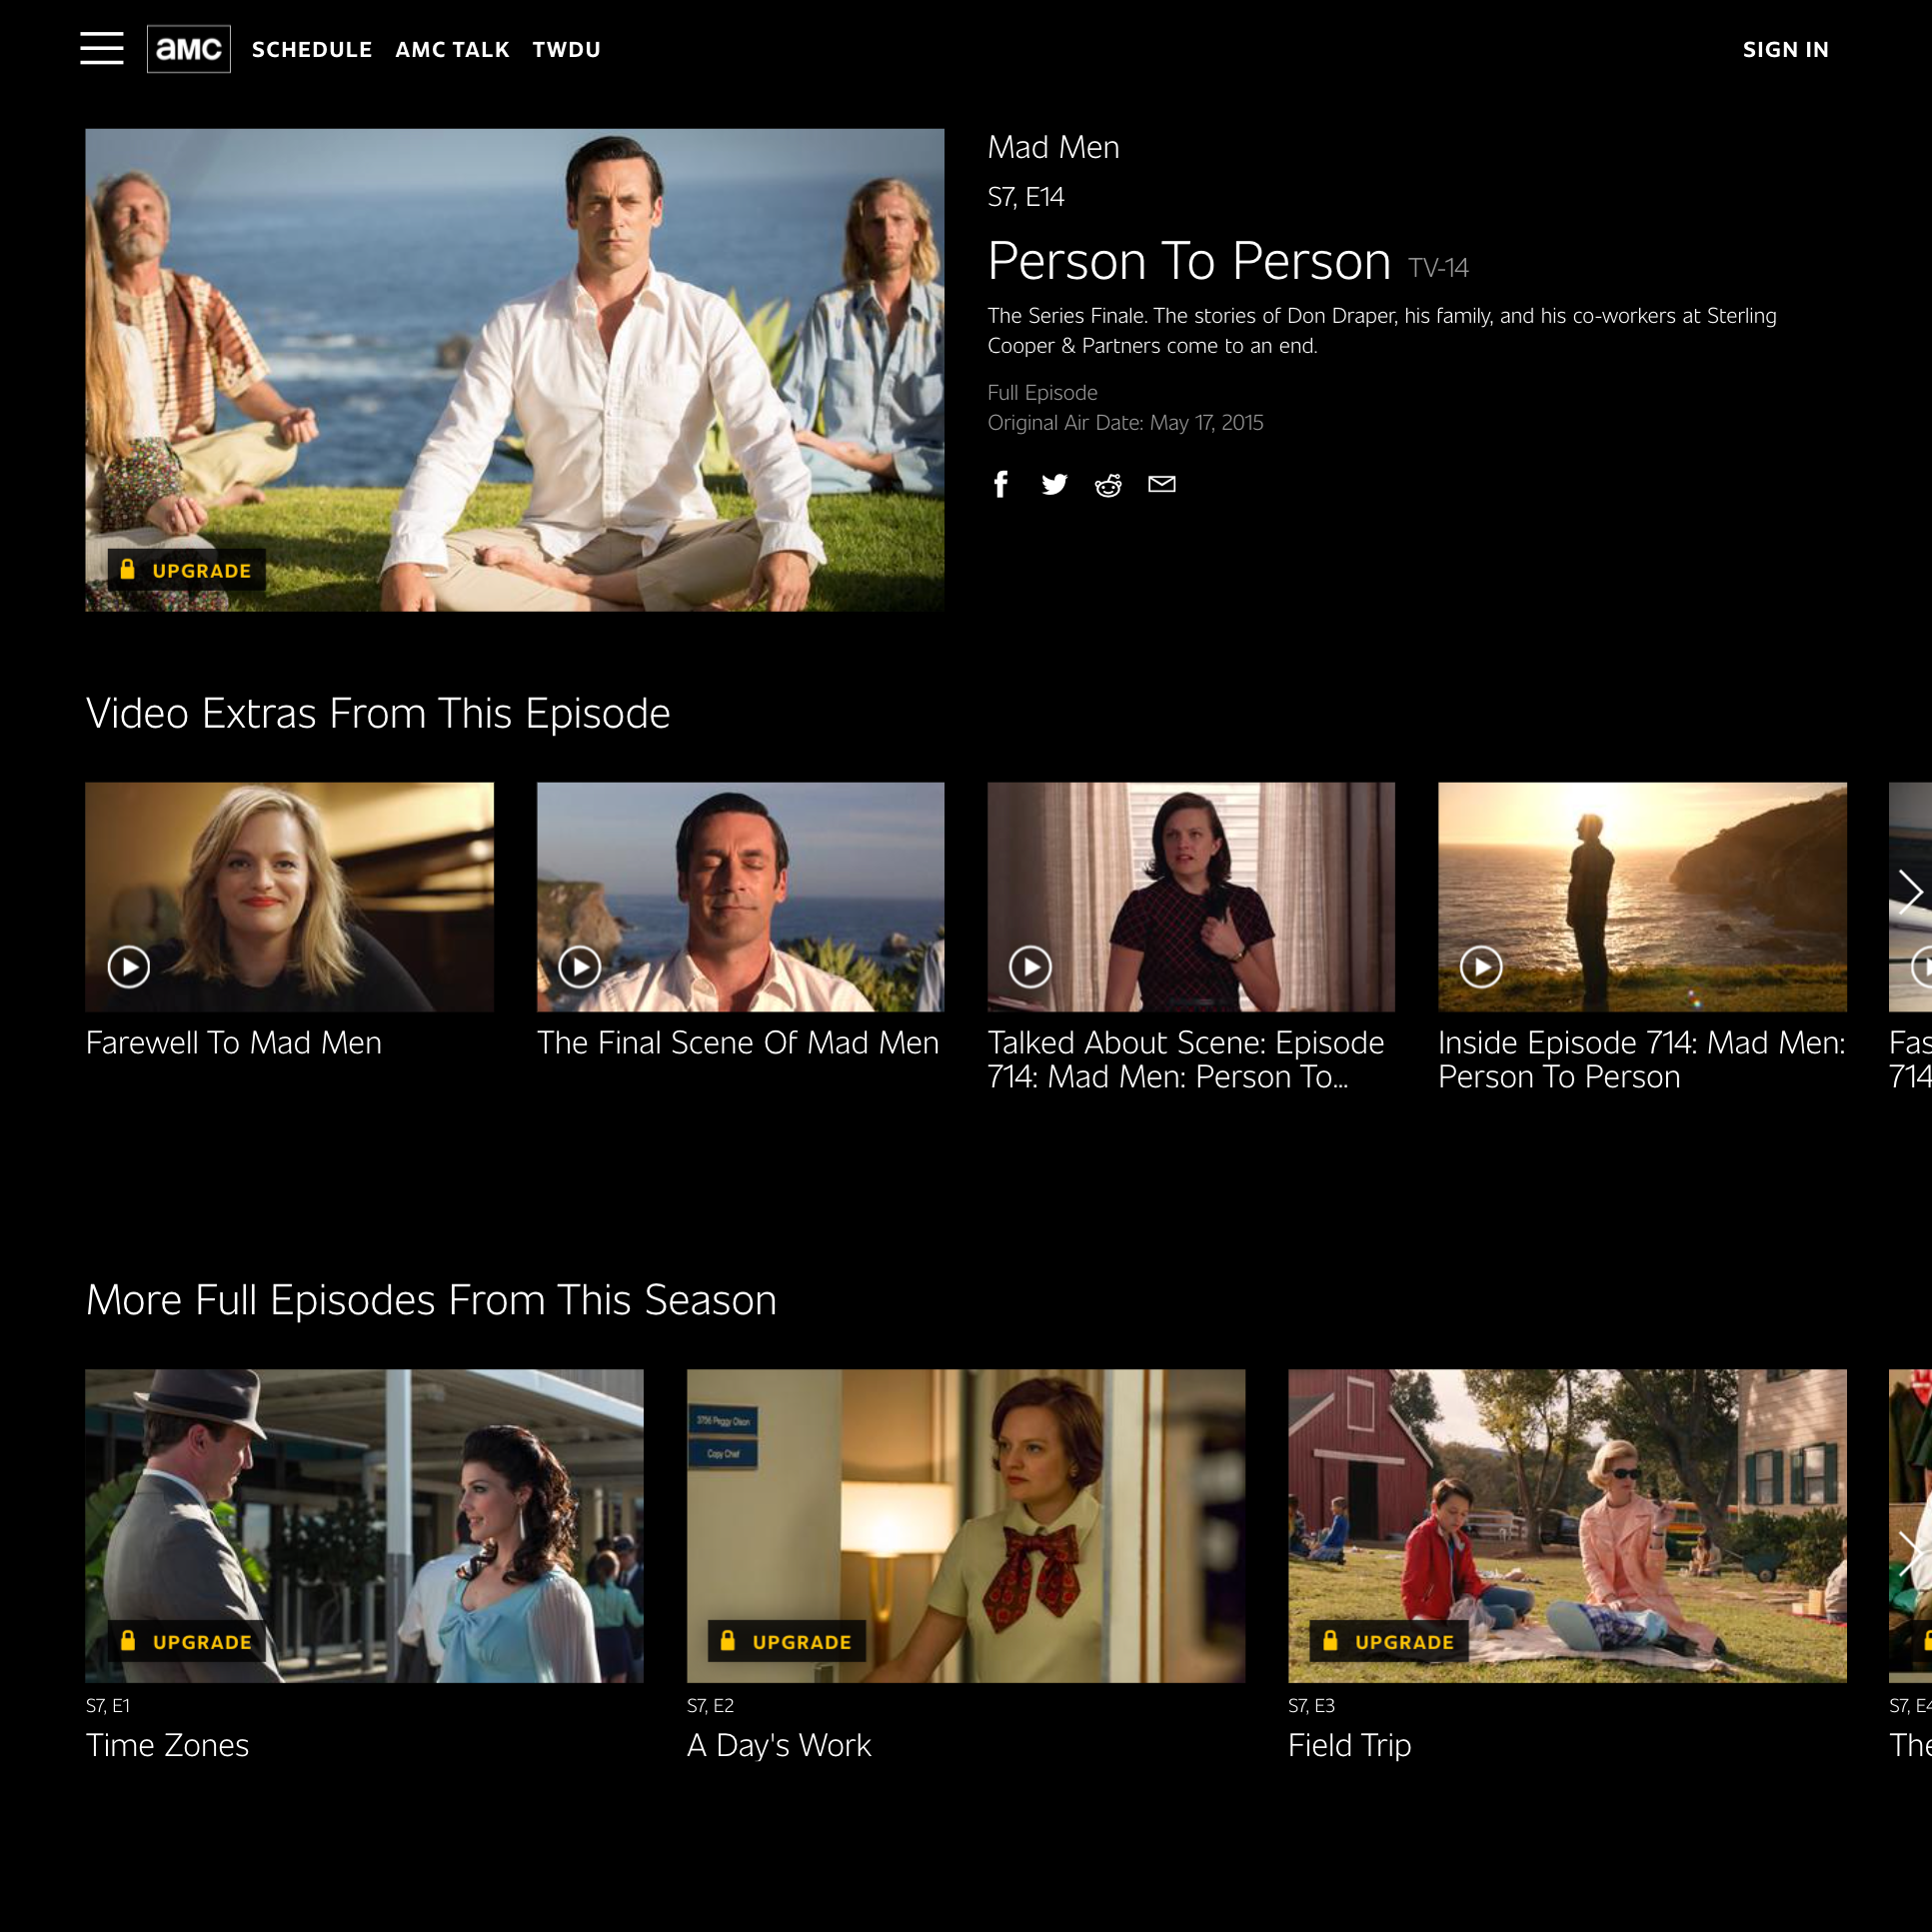 amc SCHEDULE AMC TALK TWDU SIGN IN
Mad Men
S7, E14
Person To Person TV-14
The Series Finale. The stories of Don Draper, his family, and his co-workers at Sterling
Cooper & Partners come to an end.
Full Episode
Original Air Date: May 17, 2015
UPGRADE
Video Extras From This Episode
Farewell To Mad Men
The Final Scene Of Mad Men
Talked About Scene: Episode
714: Mad Men: Person To...
Inside Episode 714: Mad Men:
Person To Person
Fas
714
More Full Episodes From This Season
3756 Peggy Olson
Copy Chief
UPGRADE
UPGRADE
UPGRADE
S7, E1
Time Zones
S7, E2
A Day's Work
S7, E3
Field Trip
S7, E4
The